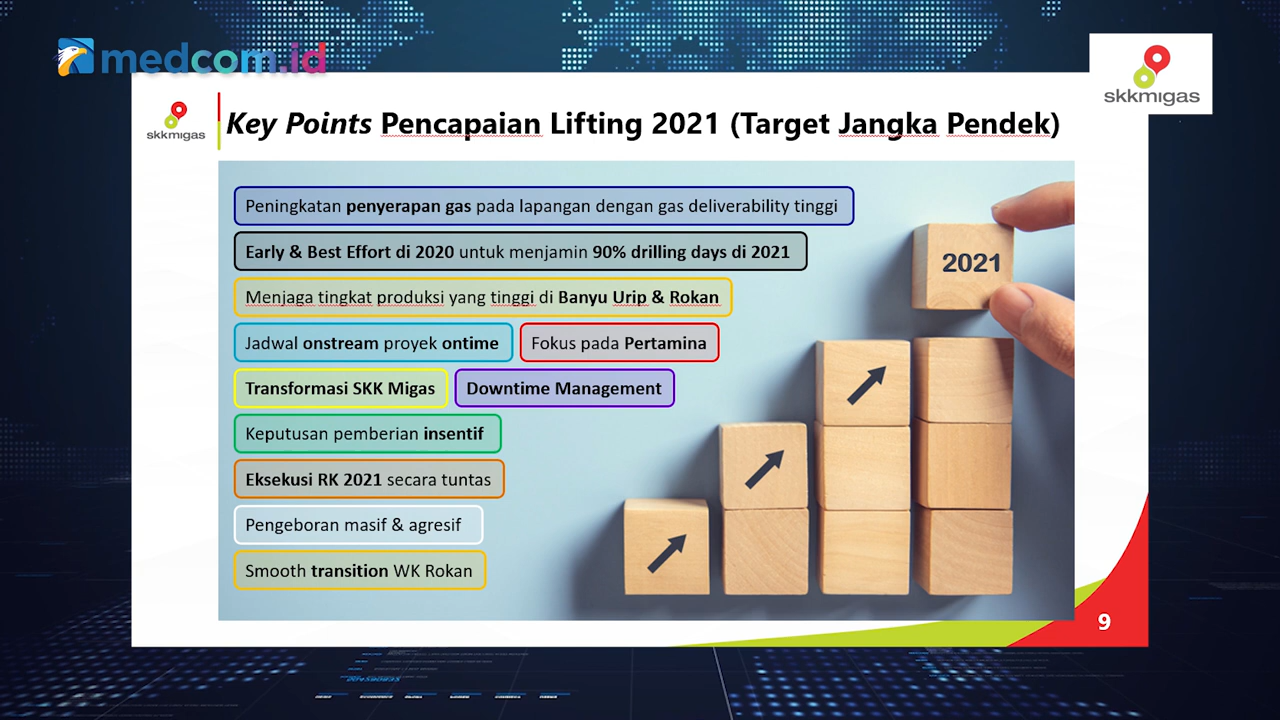 medcom.id
skkmigas
skkmigas
Key Points Pencapaian Lifting 2021 (Target Jangka Pendek)
Peningkatan penyerapan gas pada lapangan dengan gas deliverability tinggi
Early & Best Effort di 2020 untuk menjamin 90% drilling days di 2021
Menjaga tingkat produksi yang tinggi di Banyu Urip & Rokan
Jadwal onstream proyek ontime
Fokus pada Pertamina
Transformasi SKK Migas
Downtime Management
Keputusan pemberian insentif
Eksekusi RK 2021 secara tuntas
Pengeboran masif & agresif
Smooth transition WK Rokan
2021
9